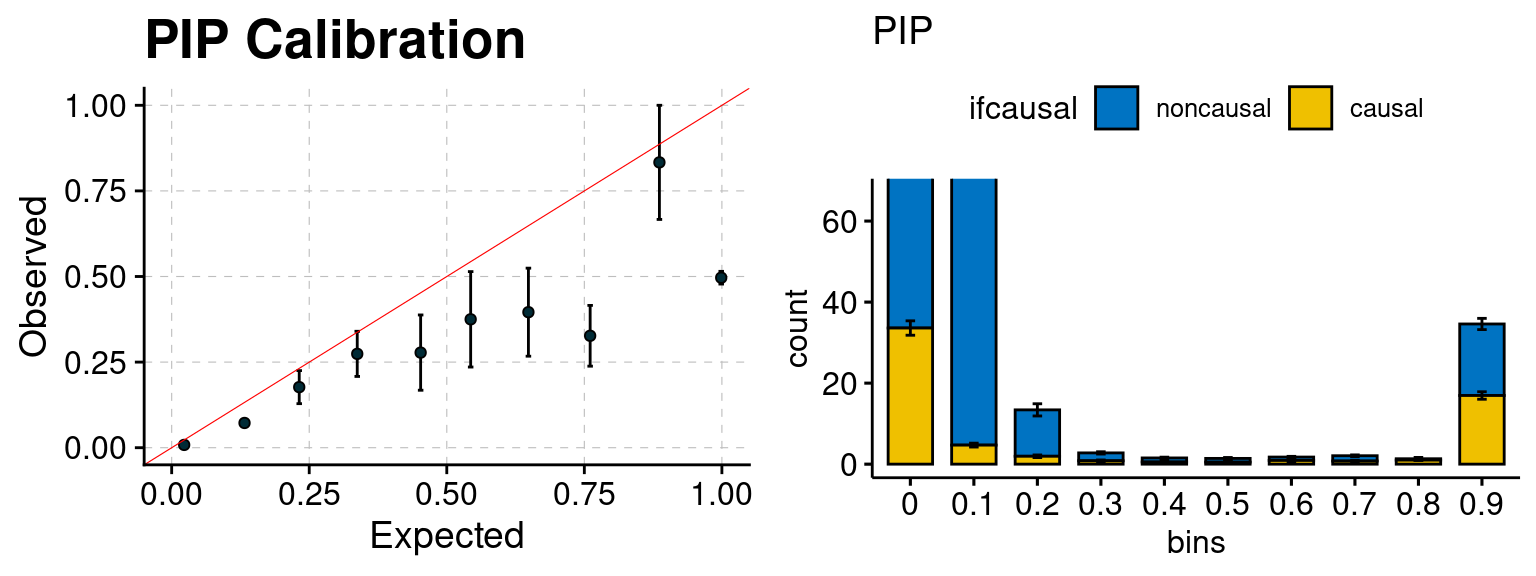 PIP Calibration
1.00
0.75
0.50
0.25
0.00
Observed
0.00 0.25 0.50 0.75 1.00
Expected
PIP
ifcausal noncausal causal
60
40
20
0
count
0 0.1 0.2 0.3 0.4 0.5 0.6 0.7 0.8 0.9
bins